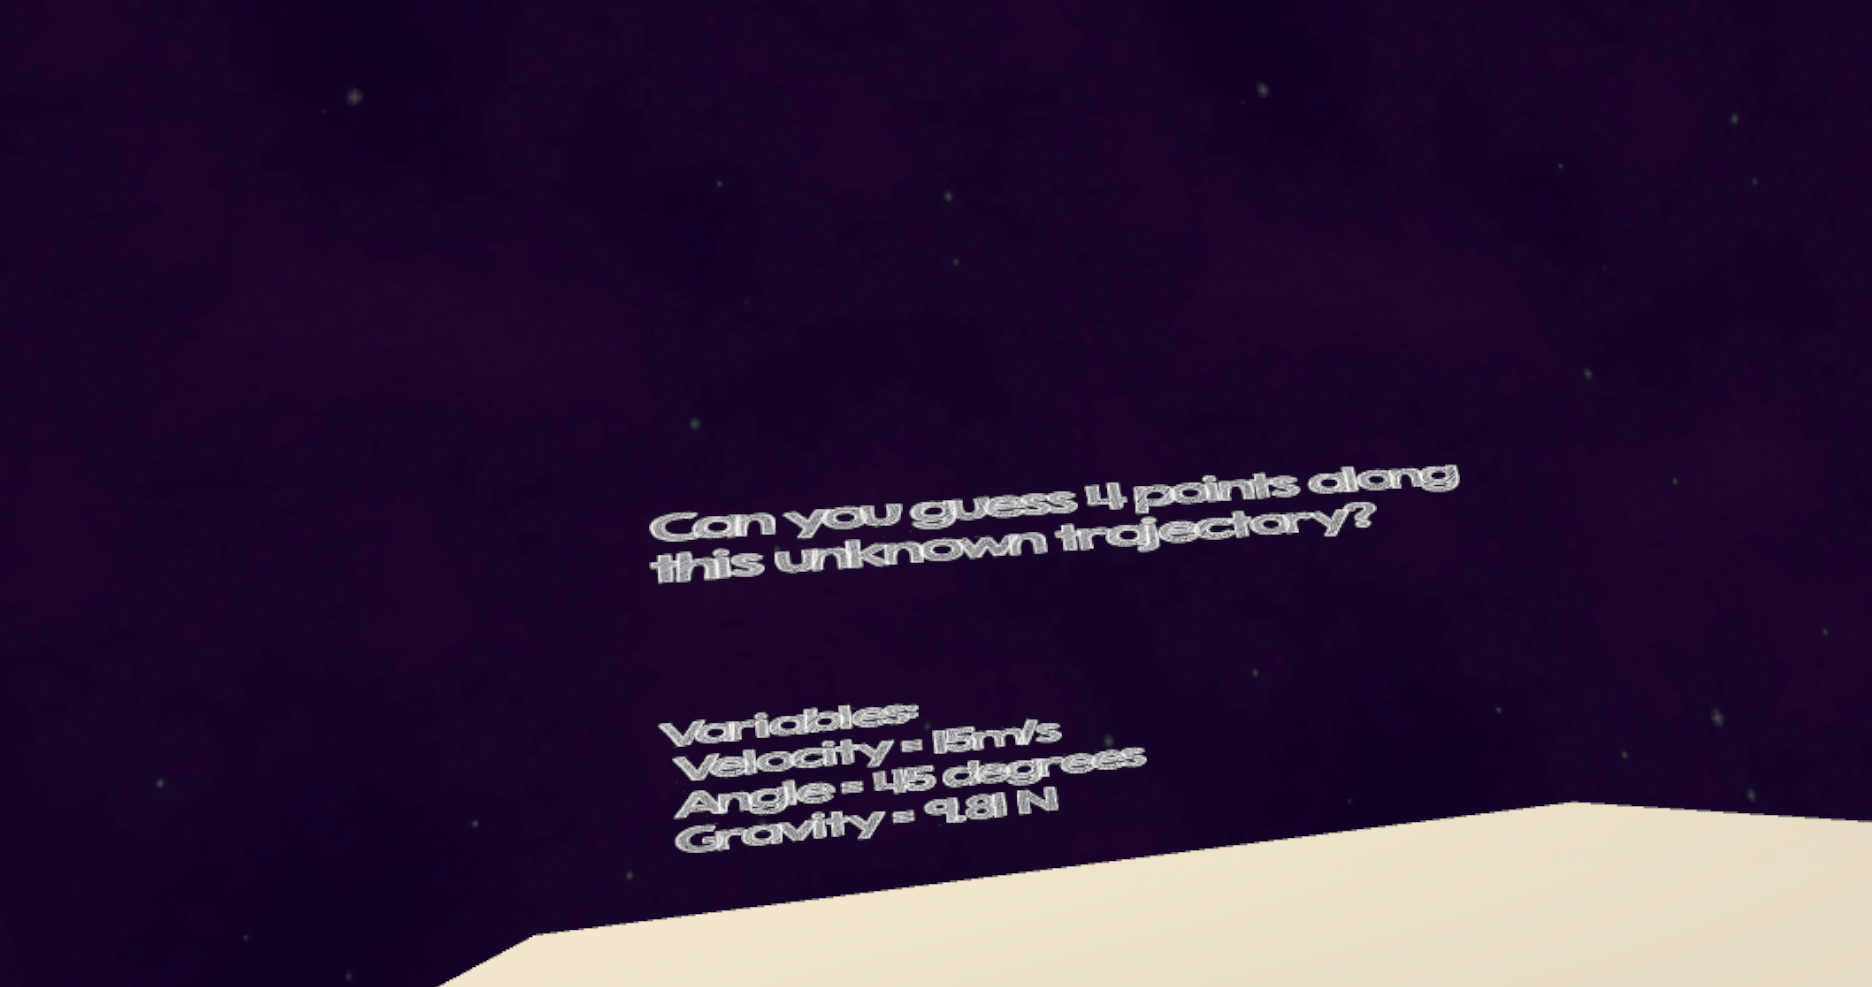 Can you guess 4 points along
this unknown trajectory?
Variables:
Velocity = 15m/s
Angle = 45 degrees
Gravity = 9.81 N